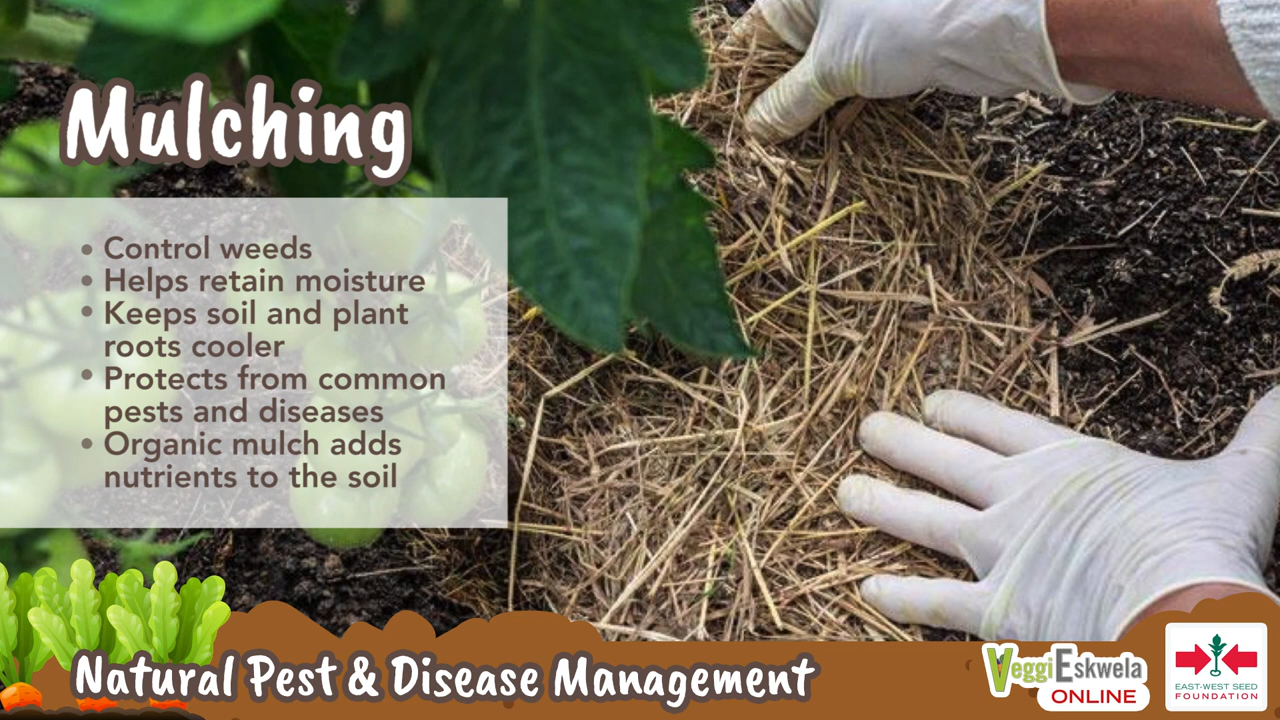 Mulching
• Control weeds
• Helps retain moisture
• Keeps soil and plant
roots cooler
• Protects from common
pests and diseases
• Organic mulch adds
nutrients to the soil
Natural Pest & Disease Management
VeggiEskwela
ONLINE
EAST-WEST SEED
FOUNDATION